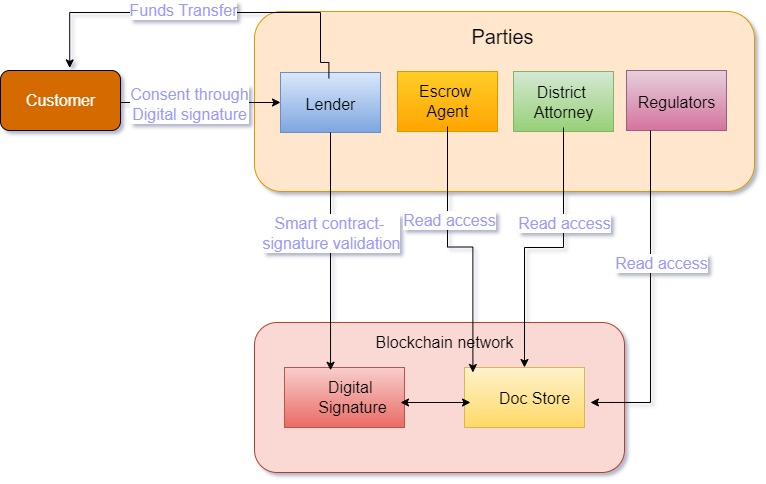 Funds Transfer
Parties
Customer
Consent through
Digital signature
Lender
Escrow
Agent
District
Attorney
Regulators
Smart contract-
signature validation
Read access
Read access
Read access
Blockchain network
Digital
Signature
Doc Store